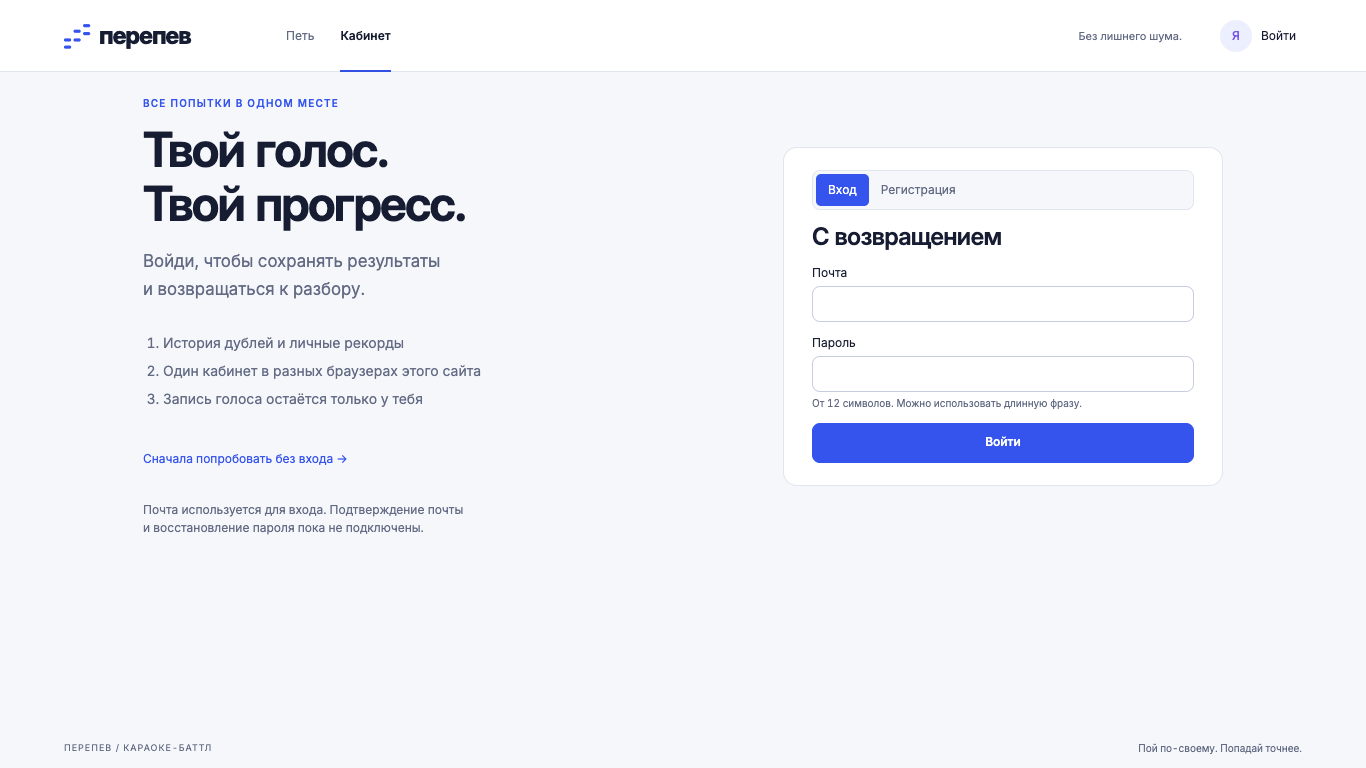 перепев
Петь
Кабинет
Без лишнего шума.
Я
Войти
ВСЕ ПОПЫТКИ В ОДНОМ МЕСТЕ
Твой голос.
Твой прогресс.
Войди, чтобы сохранять результаты
и возвращаться к разбору.
1. История дублей и личные рекорды
2. Один кабинет в разных браузерах этого сайта
3. Запись голоса остаётся только у тебя
Сначала попробовать без входа →
Почта используется для входа. Подтверждение почты
и восстановление пароля пока не подключены.
Вход
Регистрация
С возвращением
Почта
Пароль
От 12 символов. Можно использовать длинную фразу.
Войти
ПЕРЕПЕВ / КАРАОКЕ-БАТТЛ
Пой по-своему. Попадай точнее.